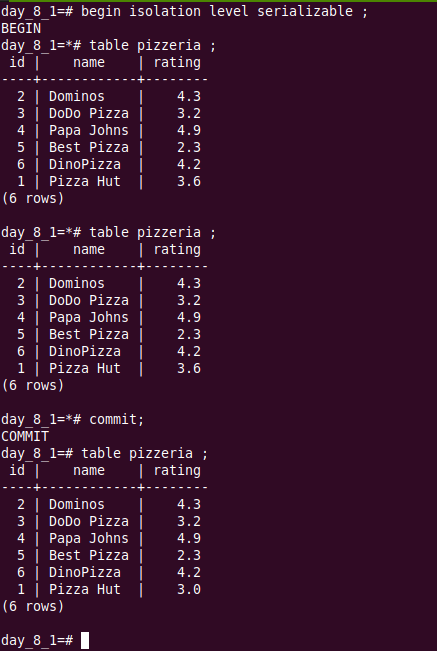 day_8_1=# begin isolation level serializable ;
BEGIN
day_8_1=*# table pizzeria ;
 id |    name    | rating
----+------------+--------
  2 | Dominos    |    4.3
  3 | DoDo Pizza |    3.2
  4 | Papa Johns |    4.9
  5 | Best Pizza |    2.3
  6 | DinoPizza  |    4.2
  1 | Pizza Hut  |    3.6
(6 rows)

day_8_1=*# table pizzeria ;
 id |    name    | rating
----+------------+--------
  2 | Dominos    |    4.3
  3 | DoDo Pizza |    3.2
  4 | Papa Johns |    4.9
  5 | Best Pizza |    2.3
  6 | DinoPizza  |    4.2
  1 | Pizza Hut  |    3.6
(6 rows)

day_8_1=*# commit;
COMMIT
day_8_1=# table pizzeria ;
 id |    name    | rating
----+------------+--------
  2 | Dominos    |    4.3
  3 | DoDo Pizza |    3.2
  4 | Papa Johns |    4.9
  5 | Best Pizza |    2.3
  6 | DinoPizza  |    4.2
  1 | Pizza Hut  |    3.0
(6 rows)

day_8_1=#